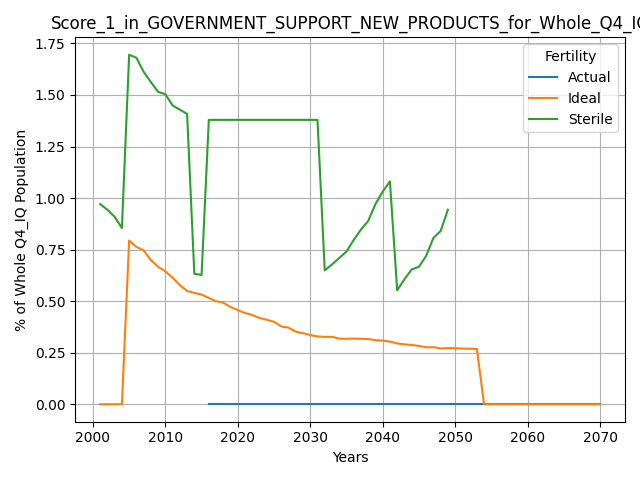 Score_1_in_GOVERNMENT_SUPPORT_NEW_PRODUCTS_for_Whole_Q4_IQ
Fertility
Actual
Ideal
Sterile
% of Whole Q4_IQ Population
1.75
1.50
1.25
1.00
0.75
0.50
0.25
0.00
2000 2010 2020 2030 2040 2050 2060 2070
Years